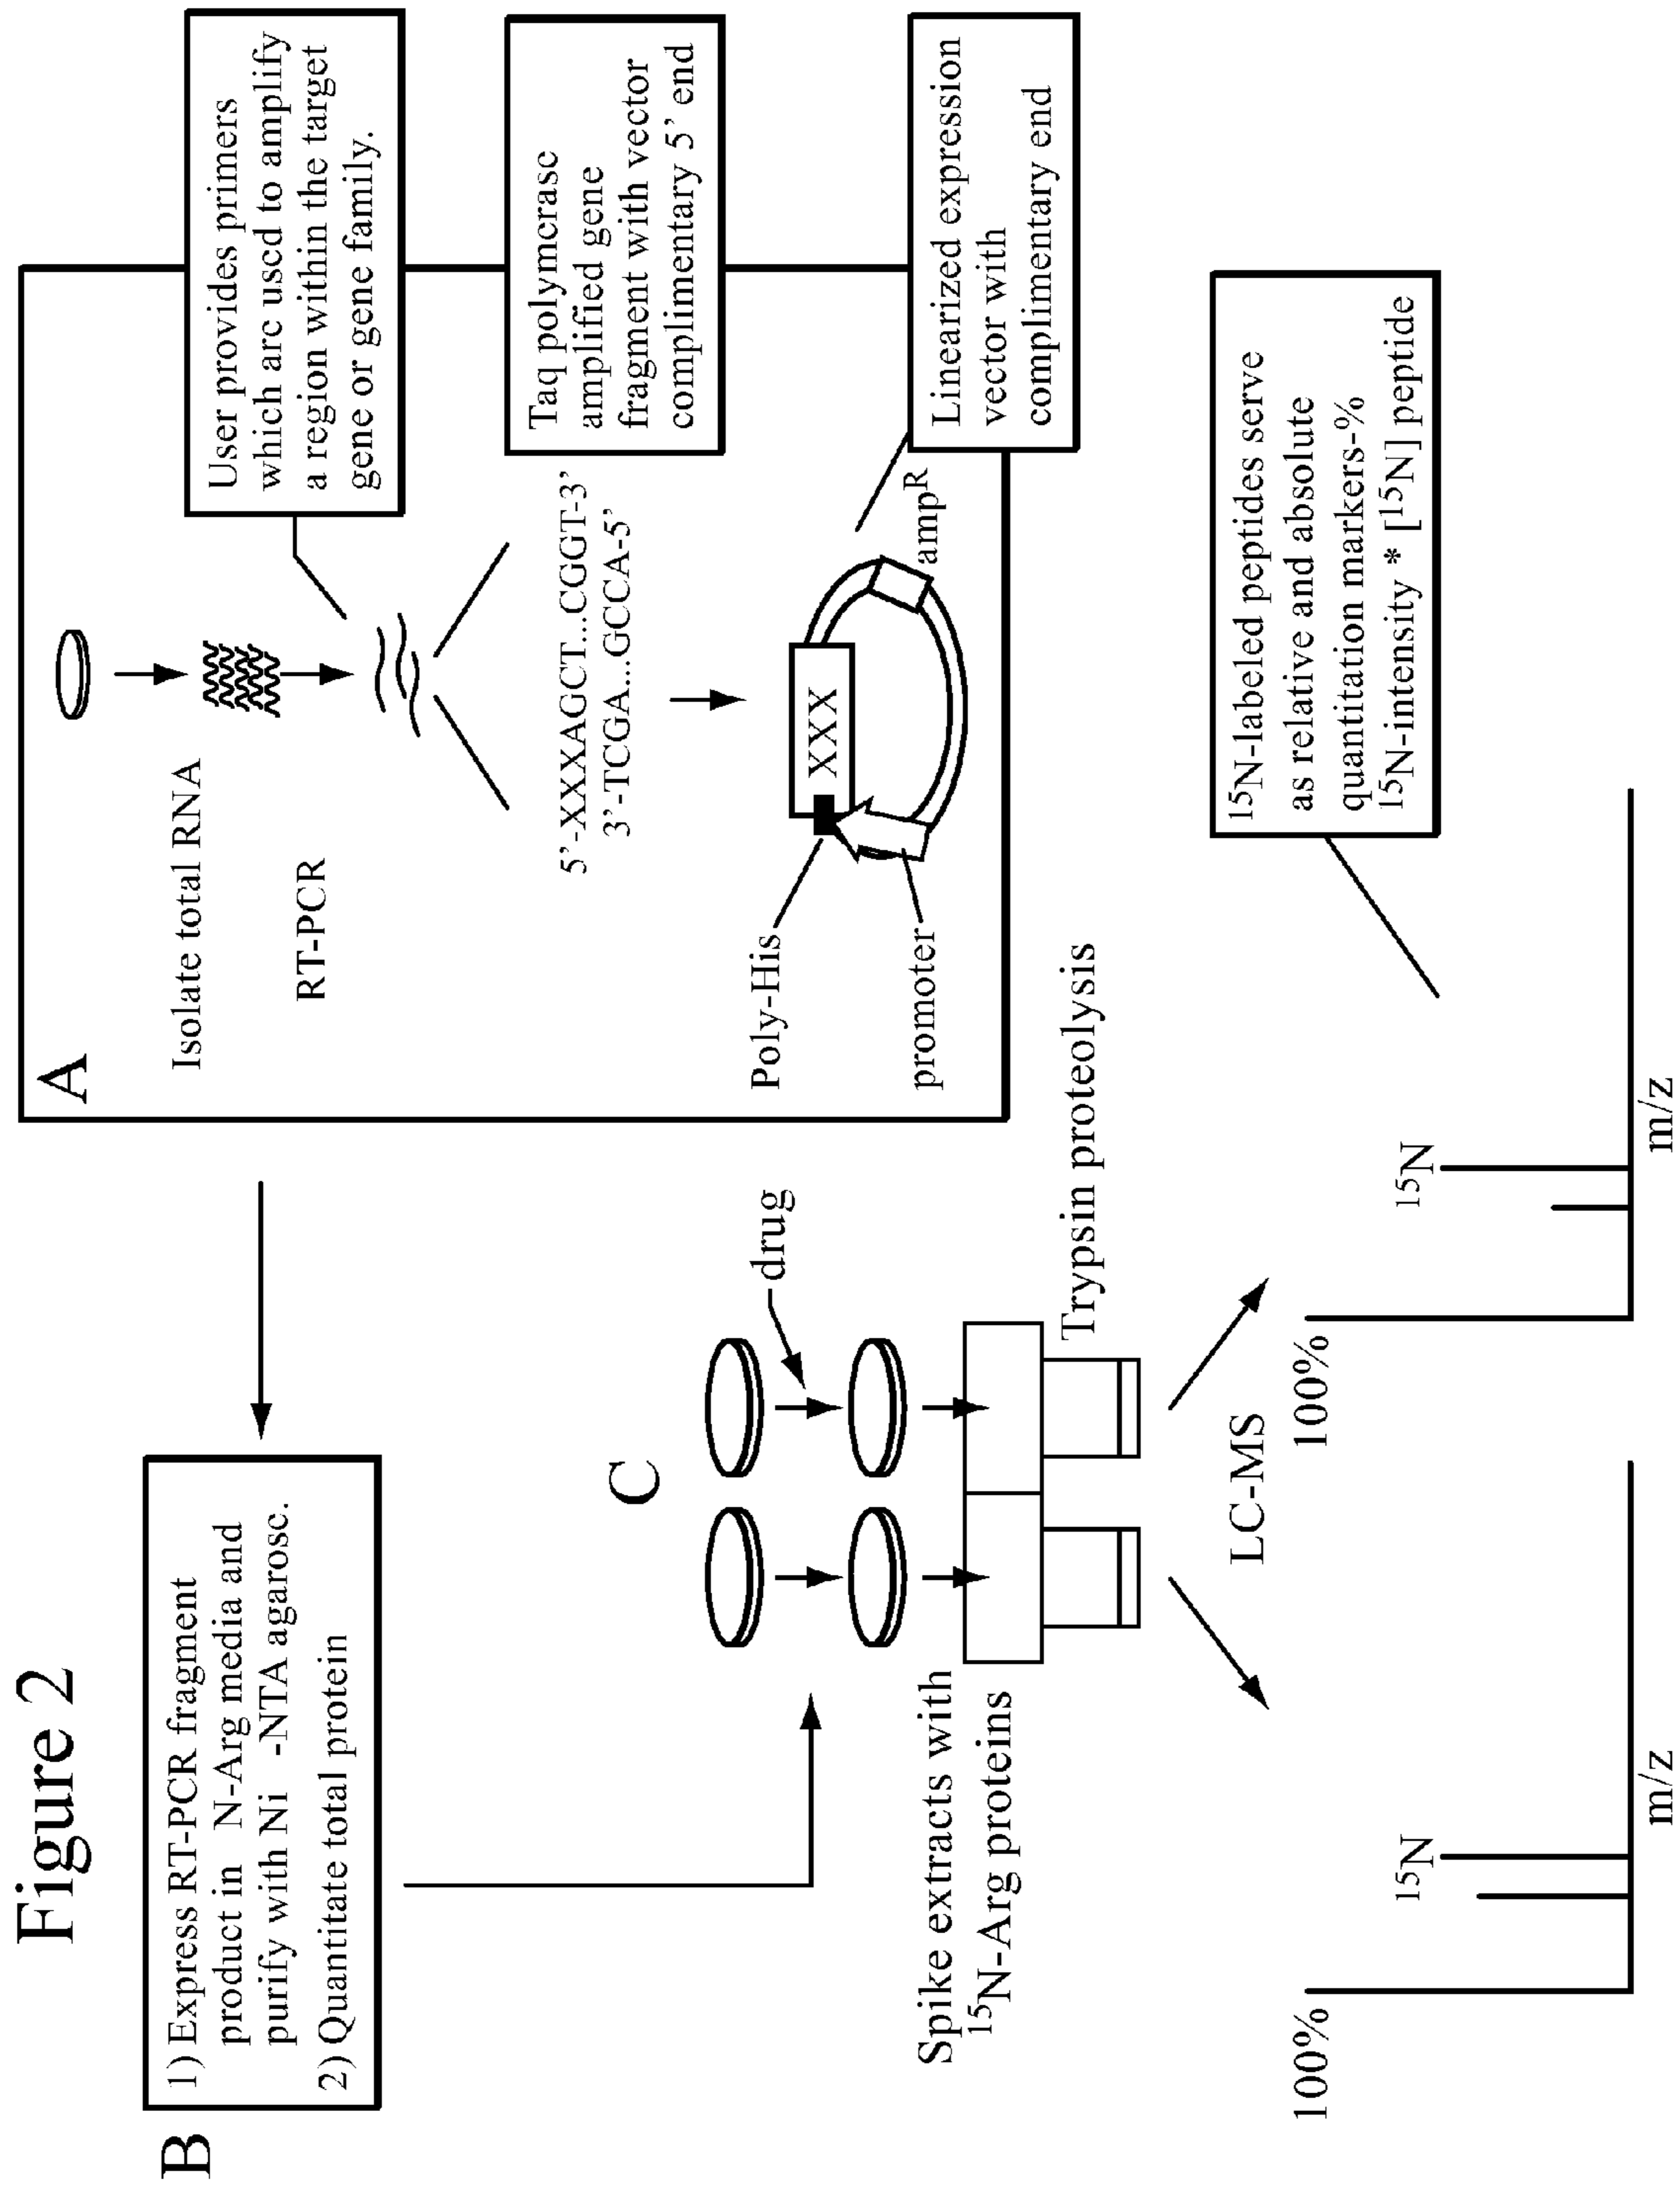 Figure 2
A
Isolate total RNA
RT-PCR
User provides primers
which arc uscd to amplify
a region within the target
gene or gene family.
5’-XXXAGCT...CGGT-3’
3’-TCGA...GCCA-5’
Taq polymcrasc
amplified gene
fragment with vector
complimentary 5’ end
Poly-His
XXX
promoter
ampᴿ
Linearized expression
vector with
complimentary end
B
1) Express RT-PCR fragment
product in N-Arg media and
purify with Ni -NTA agarosc.
2) Quantitate total protein
C
drug
Spike extracts with
¹⁵N-Arg proteins
Trypsin proteolysis
LC-MS
100%
¹⁵N
m/z
100%
¹⁵N
m/z
¹⁵N-labeled peptides serve
as relative and absolute
quantitation markers-%
¹⁵N-intensity * [¹⁵N] peptide